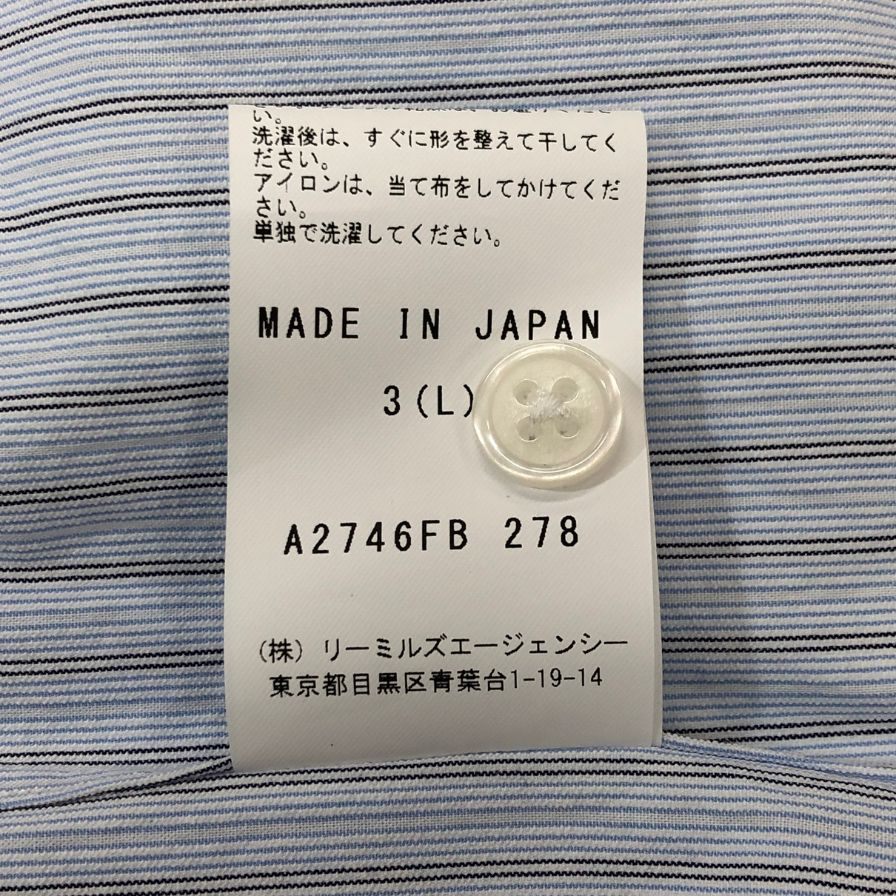 い。
洗濯後は、すぐに形を整えて干してく
ださい。
アイロンは、当て布をしてかけてくだ
さい。
単独で洗濯してください。
MADE IN JAPAN
3(L)
A2746FB 278
(株) リーミルズエージェンシー
東京都目黒区青葉台1-19-14